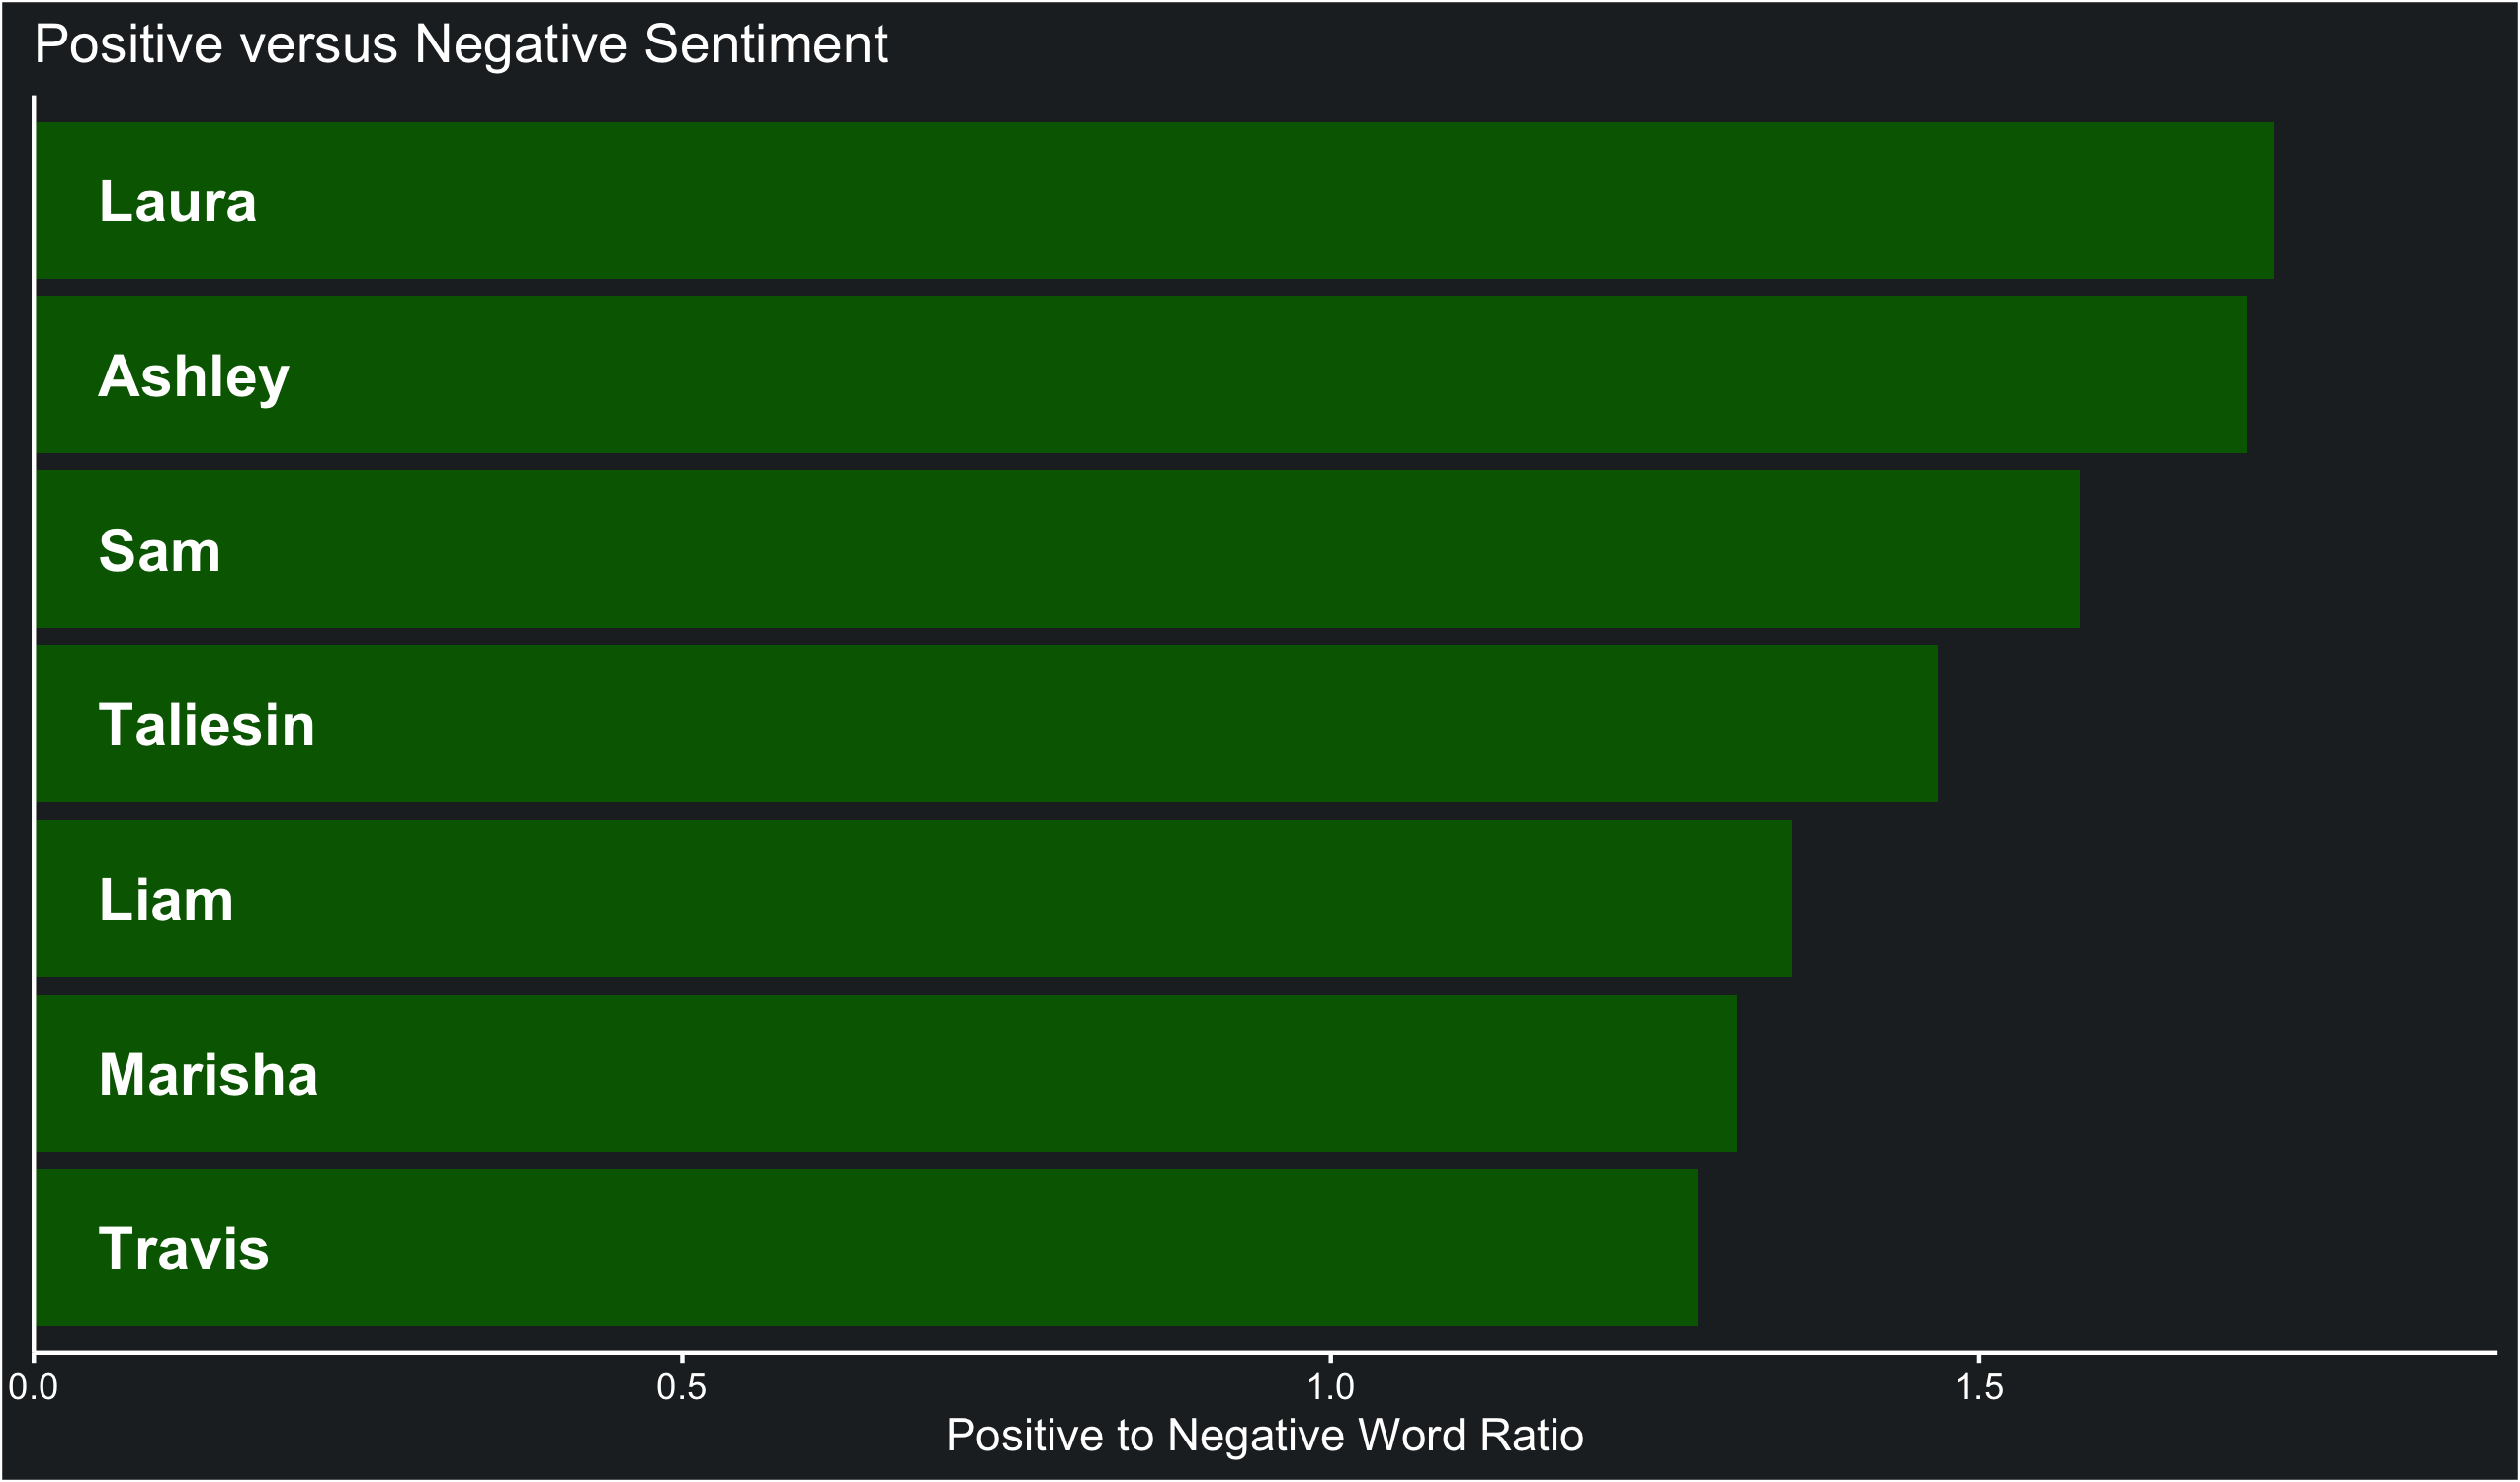 Positive versus Negative Sentiment
Laura
Ashley
Sam
Taliesin
Liam
Marisha
Travis
0.0 0.5 1.0 1.5
Positive to Negative Word Ratio